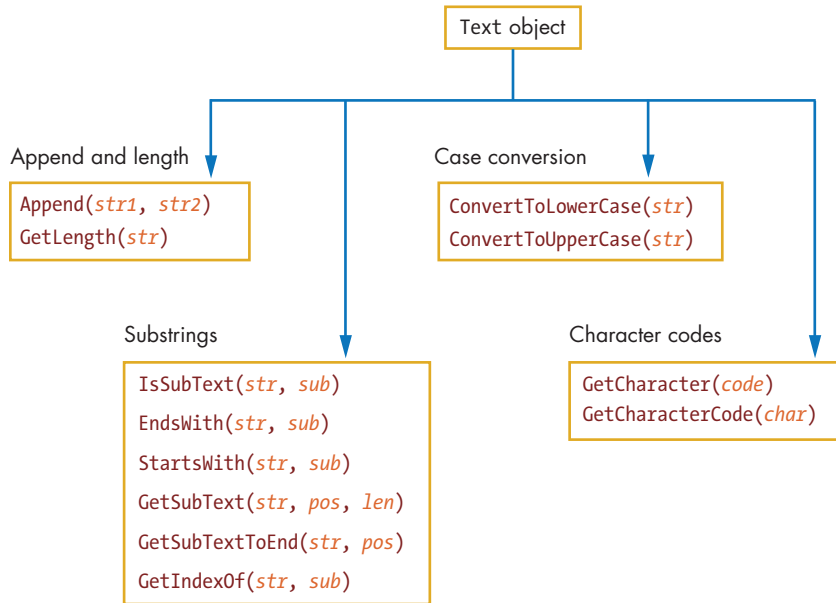 Text object
Append and length
Append(str1, str2)
GetLength(str)
Case conversion
ConvertToLowerCase(str)
ConvertToUpperCase(str)
Substrings
IsSubText(str, sub)
EndsWith(str, sub)
StartsWith(str, sub)
GetSubText(str, pos, len)
GetSubTextToEnd(str, pos)
GetIndexOf(str, sub)
Character codes
GetCharacter(code)
GetCharacterCode(char)